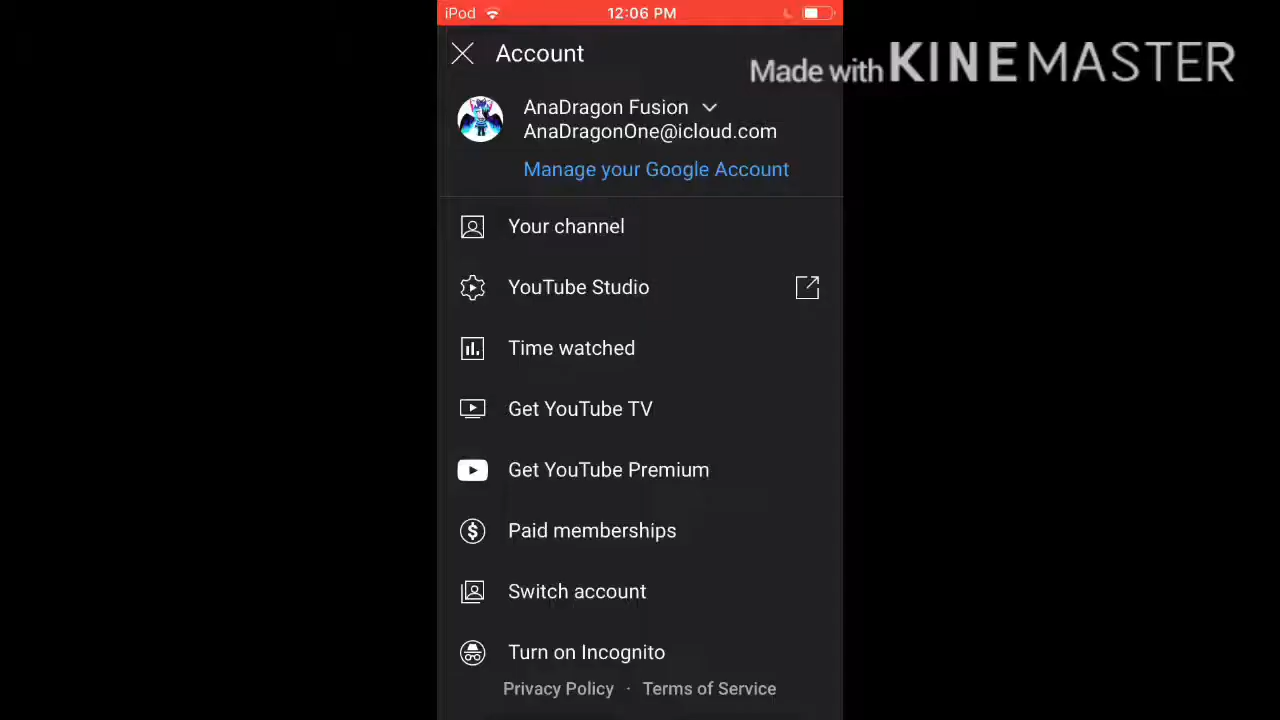 iPod 12:06 PM
Account
Made with KINEMASTER
AnaDragon Fusion
AnaDragonOne@icloud.com
Manage your Google Account
Your channel
YouTube Studio
Time watched
Get YouTube TV
Get YouTube Premium
Paid memberships
Switch account
Turn on Incognito
Privacy Policy · Terms of Service